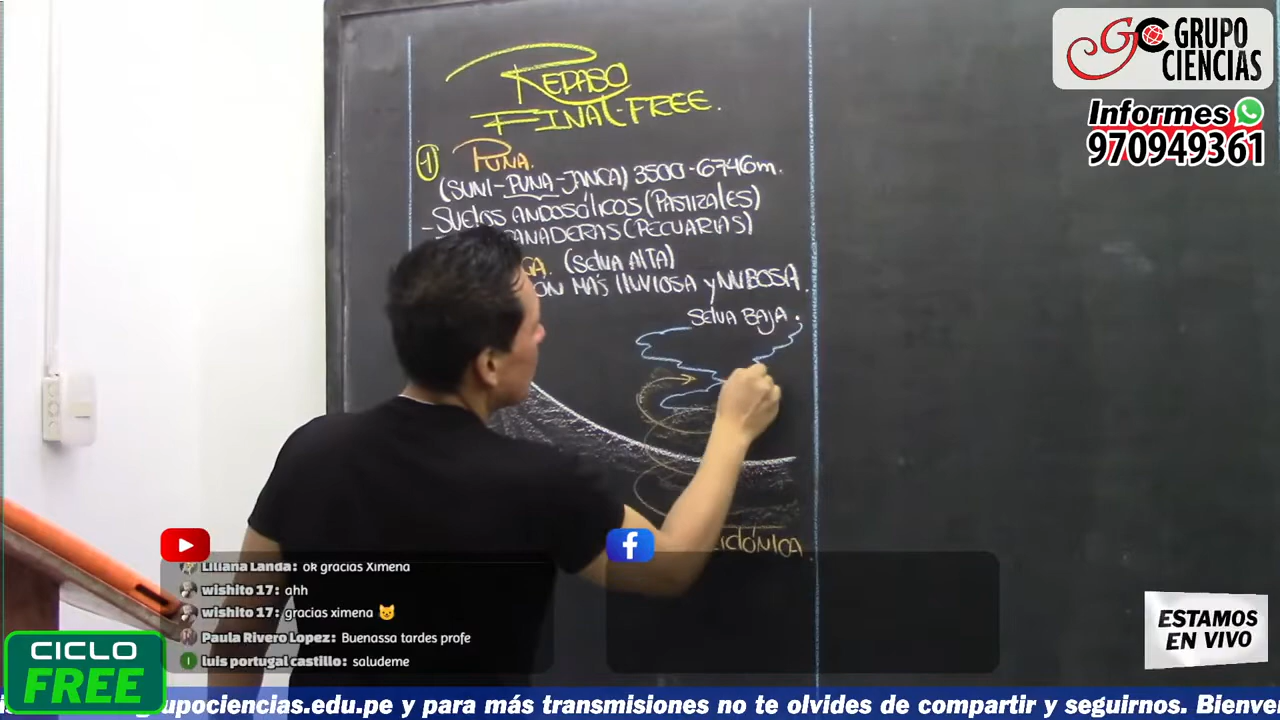 REPASO
FINAL-FREE.
1 PUNA.
(SUNI-PUNA-JANCA) 3500-6746m.
- SUELOS ANDOSÓLICOS (PASTIZALES)
- (PECUARIAS)
(SELVA ALTA)
MÁS LLUVIOSA y NUBOSA.
SELVA BAJA.
GC GRUPO
CIENCIAS
Informes
970949361
Liliana Landa: ok gracias Ximena
wishito 17: ahh
wishito 17: gracias ximena
Paula Rivero Lopez: Buenassa tardes profe
luis portugal castillo: saludeme
f
CICLO
FREE
ESTAMOS
EN VIVO
grupociencias.edu.pe y para más transmisiones no te olvides de compartir y seguirnos.